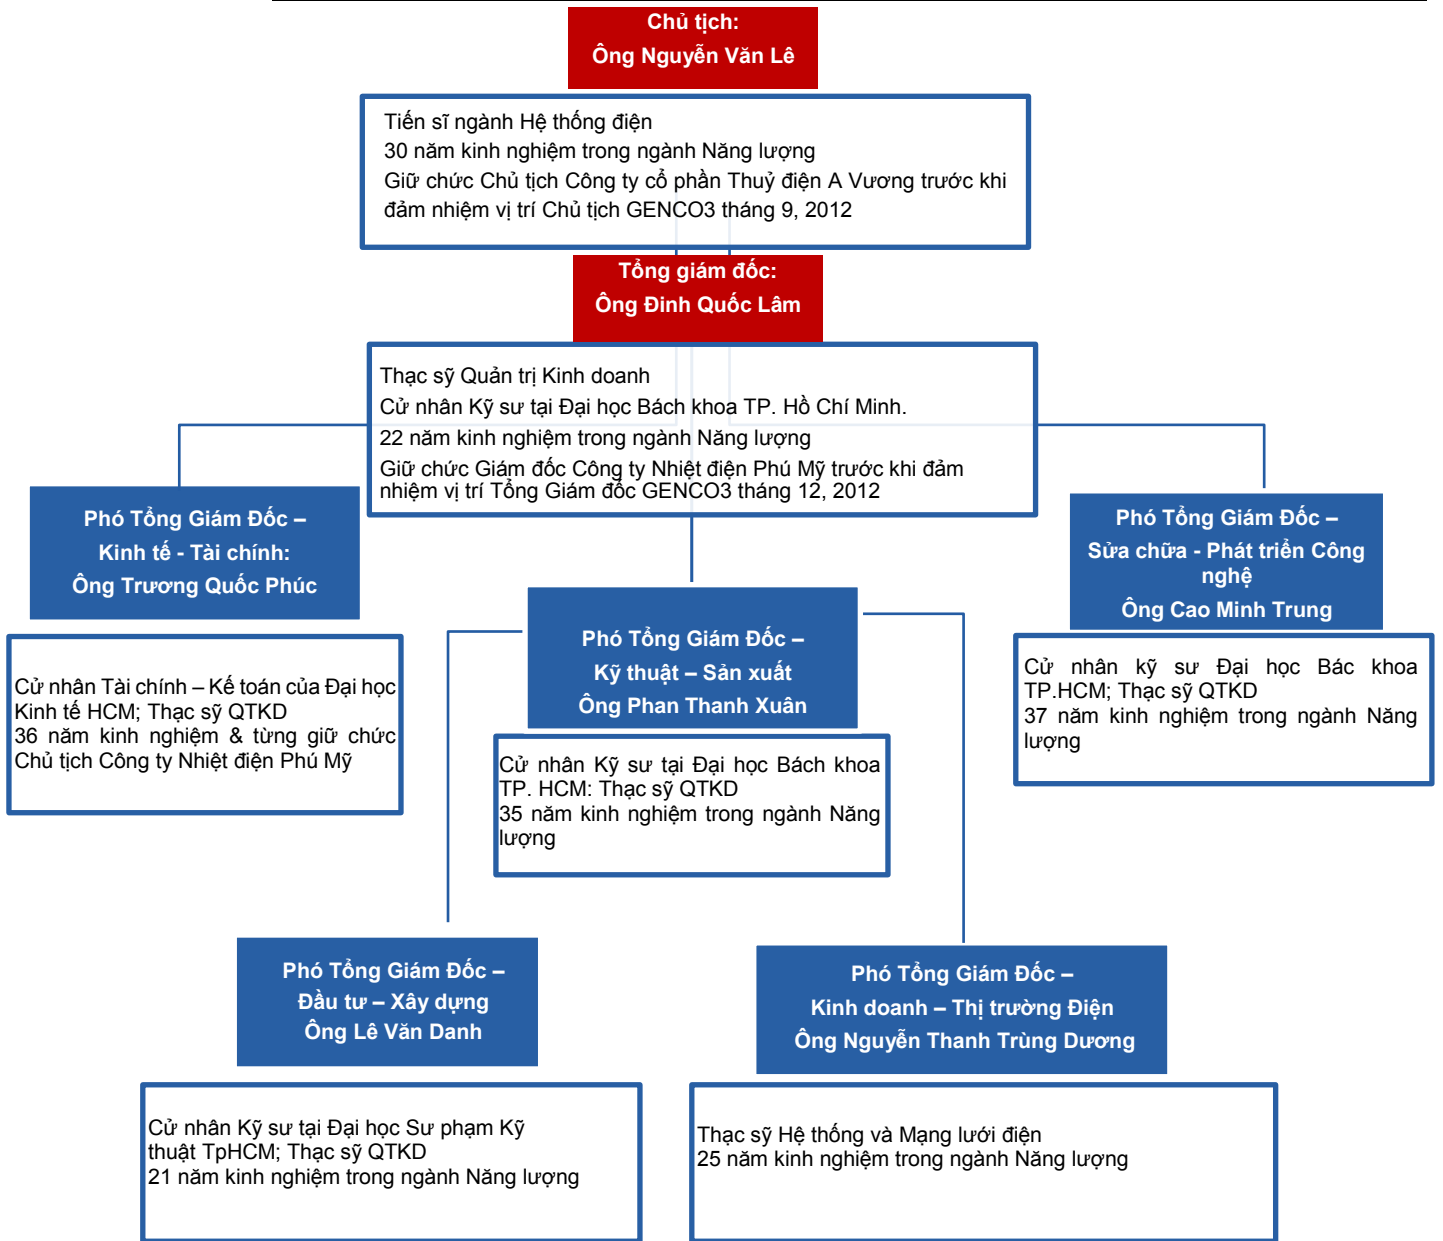 Chủ tịch:
Ông Nguyễn Văn Lê
Tiến sĩ ngành Hệ thống điện
30 năm kinh nghiệm trong ngành Năng lượng
Giữ chức Chủ tịch Công ty cổ phần Thuỷ điện A Vương trước khi
đảm nhiệm vị trí Chủ tịch GENCO3 tháng 9, 2012
Tổng giám đốc:
Ông Đinh Quốc Lâm
Thạc sỹ Quản trị Kinh doanh
Cử nhân Kỹ sư tại Đại học Bách khoa TP. Hồ Chí Minh.
22 năm kinh nghiệm trong ngành Năng lượng
Giữ chức Giám đốc Công ty Nhiệt điện Phú Mỹ trước khi đảm
nhiệm vị trí Tổng Giám đốc GENCO3 tháng 12, 2012
Phó Tổng Giám Đốc –
Kinh tế - Tài chính:
Ông Trương Quốc Phúc
Cử nhân Tài chính – Kế toán của Đại học
Kinh tế HCM; Thạc sỹ QTKD
36 năm kinh nghiệm & từng giữ chức
Chủ tịch Công ty Nhiệt điện Phú Mỹ
Phó Tổng Giám Đốc –
Kỹ thuật – Sản xuất
Ông Phan Thanh Xuân
Cử nhân Kỹ sư tại Đại học Bách khoa
TP. HCM: Thạc sỹ QTKD
35 năm kinh nghiệm trong ngành Năng
lượng
Phó Tổng Giám Đốc –
Sửa chữa - Phát triển Công
nghệ
Ông Cao Minh Trung
Cử nhân kỹ sư Đại học Bác khoa
TP.HCM; Thạc sỹ QTKD
37 năm kinh nghiệm trong ngành Năng
lượng
Phó Tổng Giám Đốc –
Đầu tư – Xây dựng
Ông Lê Văn Danh
Cử nhân Kỹ sư tại Đại học Sư phạm Kỹ
thuật TpHCM; Thạc sỹ QTKD
21 năm kinh nghiệm trong ngành Năng lượng
Phó Tổng Giám Đốc –
Kinh doanh – Thị trường Điện
Ông Nguyễn Thanh Trùng Dương
Thạc sỹ Hệ thống và Mạng lưới điện
25 năm kinh nghiệm trong ngành Năng lượng